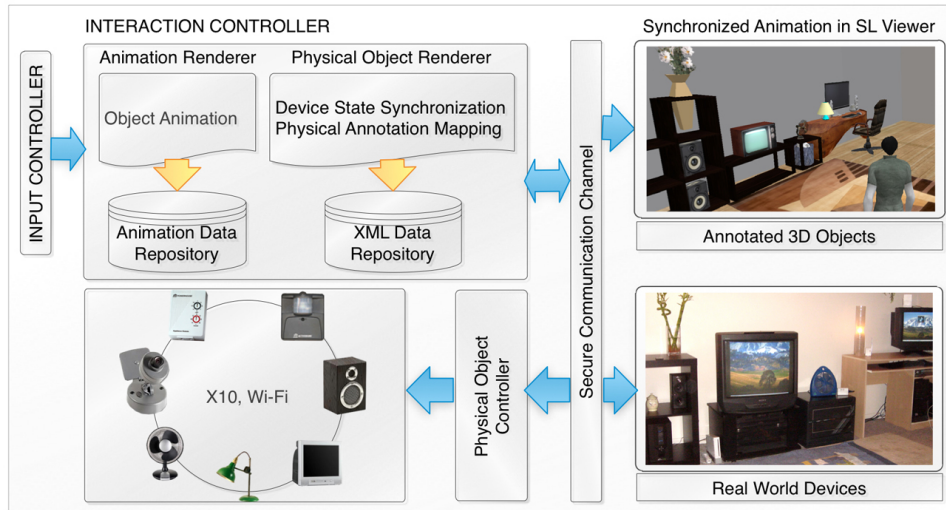 INTERACTION CONTROLLER
Synchronized Animation in SL Viewer
INPUT CONTROLLER
Animation Renderer
Physical Object Renderer
Object Animation
Device State Synchronization
Physical Annotation Mapping
Animation Data
Repository
XML Data
Repository
Secure Communication Channel
Annotated 3D Objects
X10, Wi-Fi
Physical Object
Controller
Real World Devices